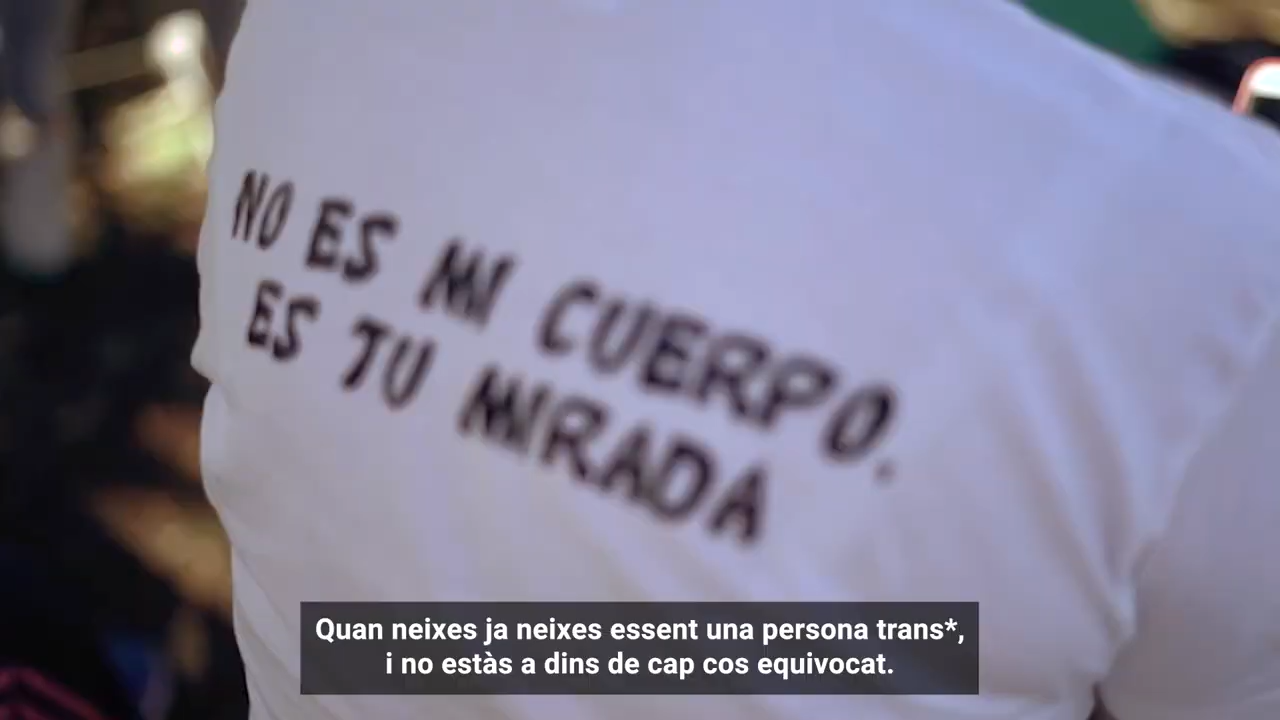 NO ES MI CUERPO.
ES TU MIRADA
Quan neixes ja neixes essent una persona trans*,
i no estàs a dins de cap cos equivocat.